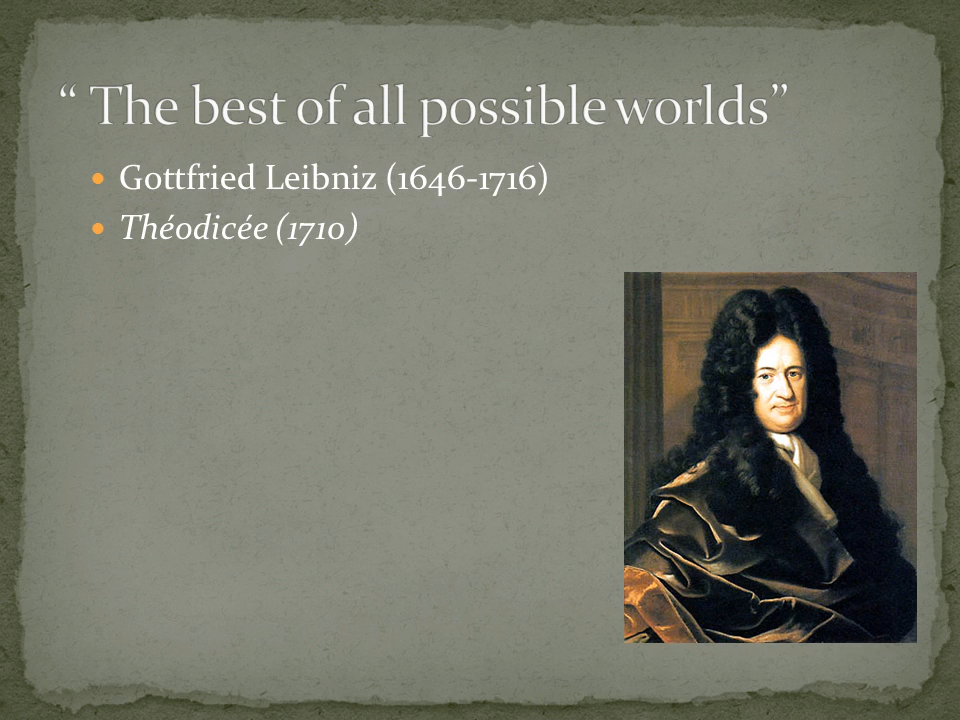 “ The best of all possible worlds”
• Gottfried Leibniz (1646-1716)
• Théodicée (1710)